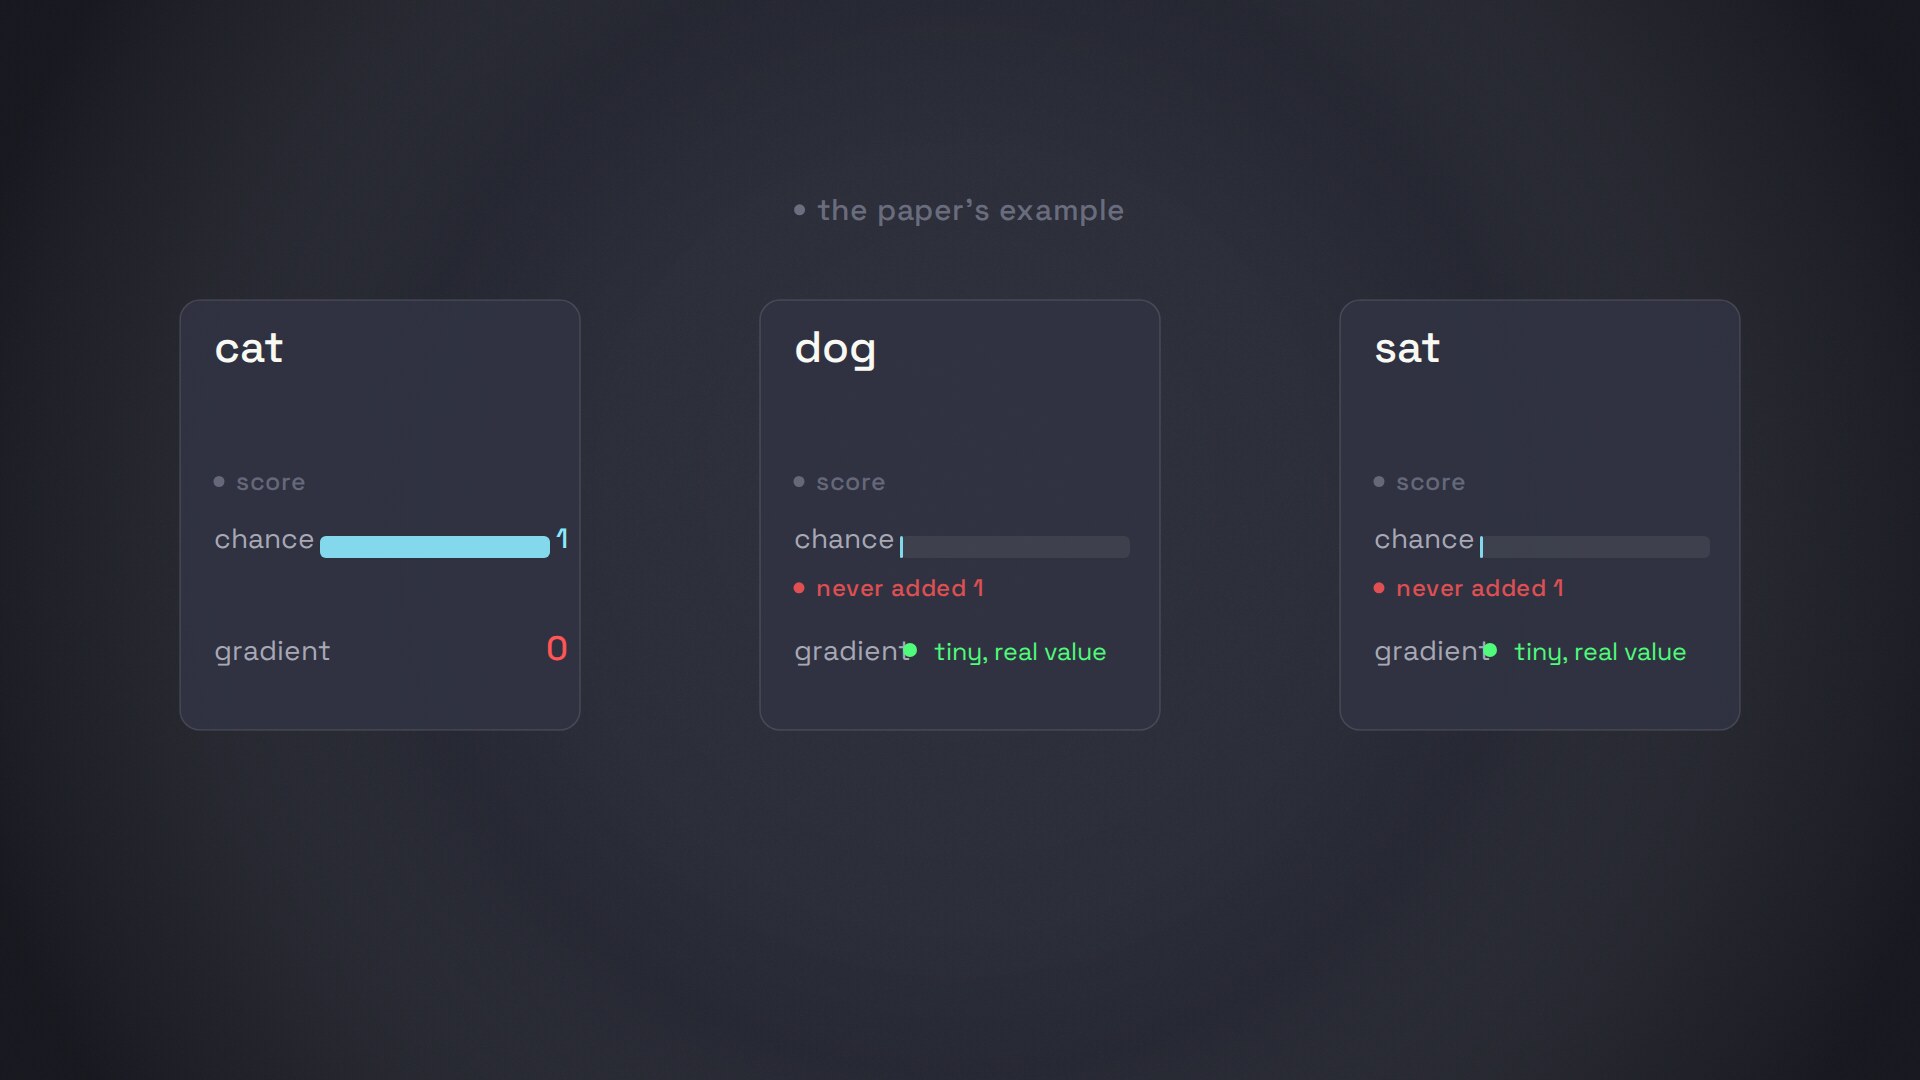 the paper's example
cat
score
chance 1
gradient 0
dog
score
chance
never added 1
gradient tiny, real value
sat
score
chance
never added 1
gradient tiny, real value